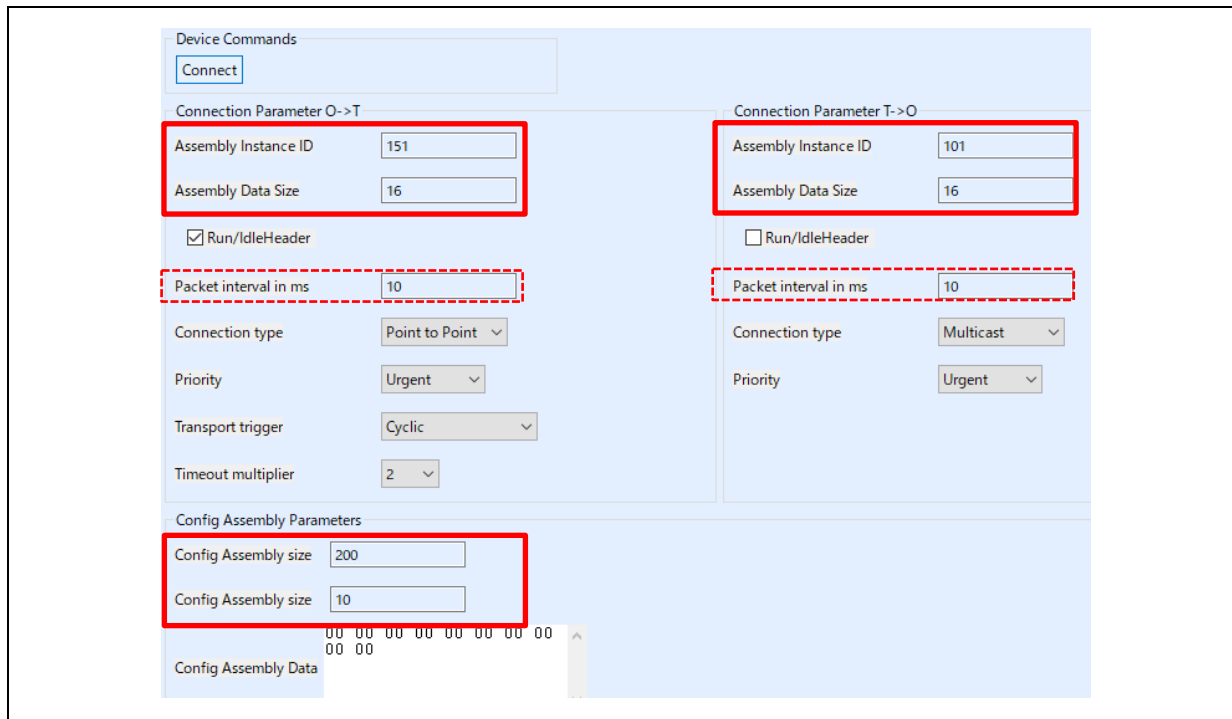 Device Commands
Connect
Connection Parameter O->T
Assembly Instance ID 151
Assembly Data Size 16
Run/IdleHeader
Packet interval in ms 10
Connection type Point to Point
Priority Urgent
Transport trigger Cyclic
Timeout multiplier 2
Connection Parameter T->O
Assembly Instance ID 101
Assembly Data Size 16
Run/IdleHeader
Packet interval in ms 10
Connection type Multicast
Priority Urgent
Config Assembly Parameters
Config Assembly size 200
Config Assembly size 10
Config Assembly Data
00 00 00 00 00 00 00 00
00 00